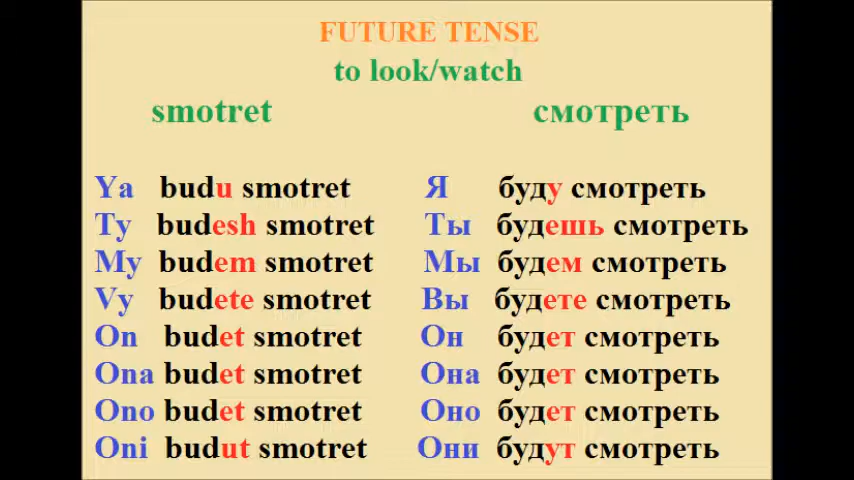 FUTURE TENSE
to look/watch
smotret смотреть
Ya budu smotret Я буду смотреть
Ty budesh smotret Ты будешь смотреть
My budem smotret Мы будем смотреть
Vy budete smotret Вы будете смотреть
On budet smotret Он будет смотреть
Ona budet smotret Она будет смотреть
Ono budet smotret Оно будет смотреть
Oni budut smotret Они будут смотреть